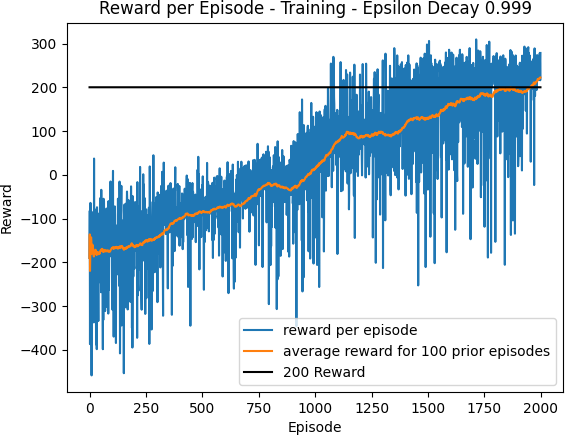 Reward per Episode - Training - Epsilon Decay 0.999
Reward
300
200
100
0
−100
−200
−300
−400
reward per episode
average reward for 100 prior episodes
200 Reward
0 250 500 750 1000 1250 1500 1750 2000
Episode